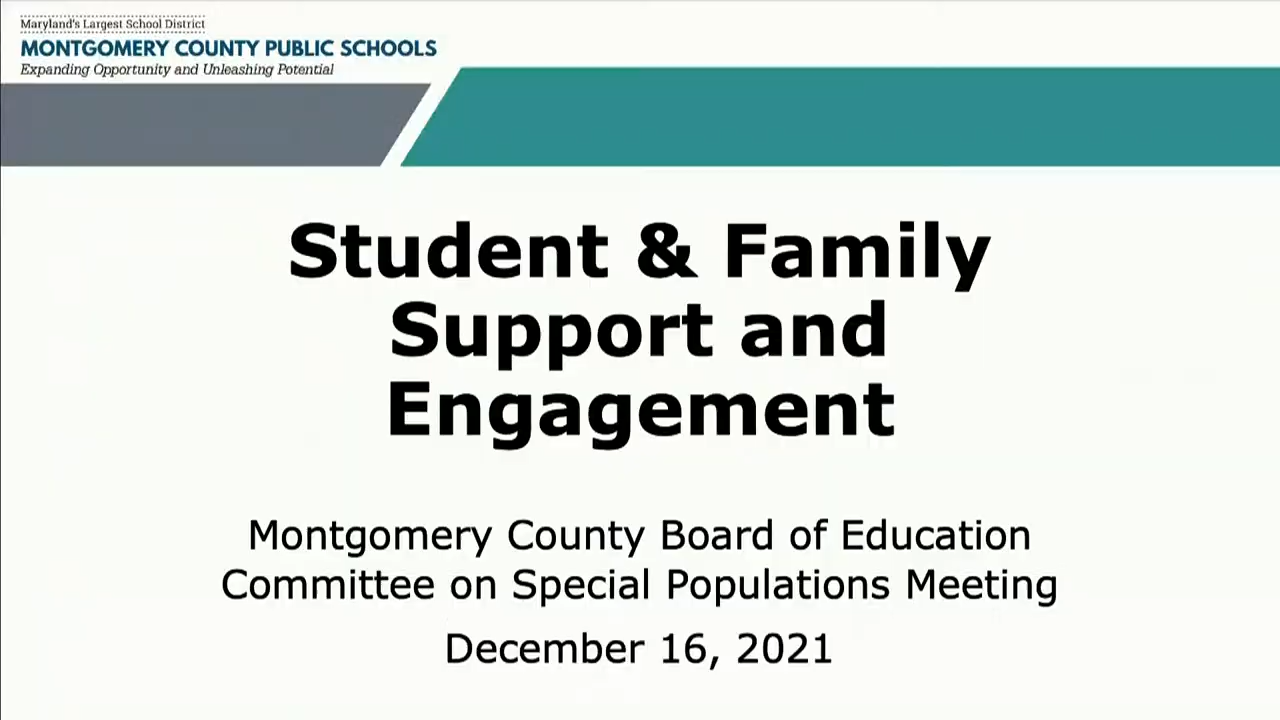 Maryland's Largest School District
MONTGOMERY COUNTY PUBLIC SCHOOLS
Expanding Opportunity and Unleashing Potential
Student & Family
Support and
Engagement
Montgomery County Board of Education
Committee on Special Populations Meeting
December 16, 2021